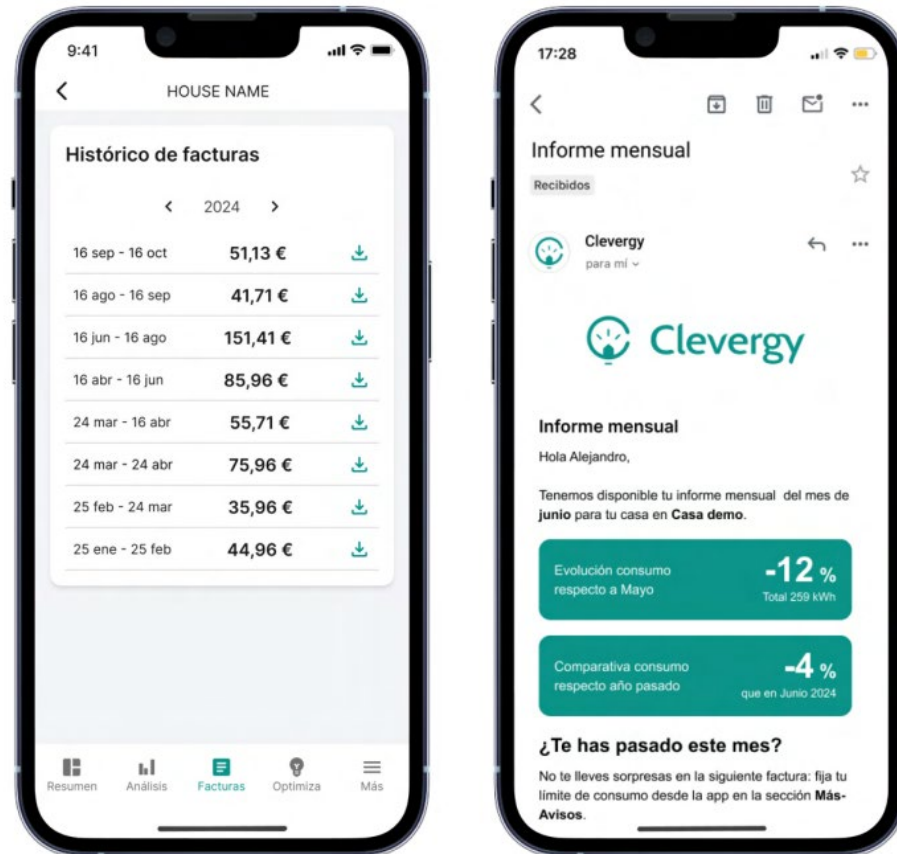 9:41
HOUSE NAME
Histórico de facturas
2024
16 sep - 16 oct 51,13 €
16 ago - 16 sep 41,71 €
16 jun - 16 ago 151,41 €
16 abr - 16 jun 85,96 €
24 mar - 16 abr 55,71 €
24 mar - 24 abr 75,96 €
25 feb - 24 mar 35,96 €
25 ene - 25 feb 44,96 €
Resumen Análisis Facturas Optimiza Más
17:28
Informe mensual
Recibidos
Clevergy
para mí
Clevergy
Informe mensual
Hola Alejandro,
Tenemos disponible tu informe mensual del mes de
junio para tu casa en Casa demo.
Evolución consumo
respecto a Mayo
-12 %
Total 259 kWh
Comparativa consumo
respecto año pasado
-4 %
que en Junio 2024
¿Te has pasado este mes?
No te lleves sorpresas en la siguiente factura: fija tu
límite de consumo desde la app en la sección Más-
Avisos.